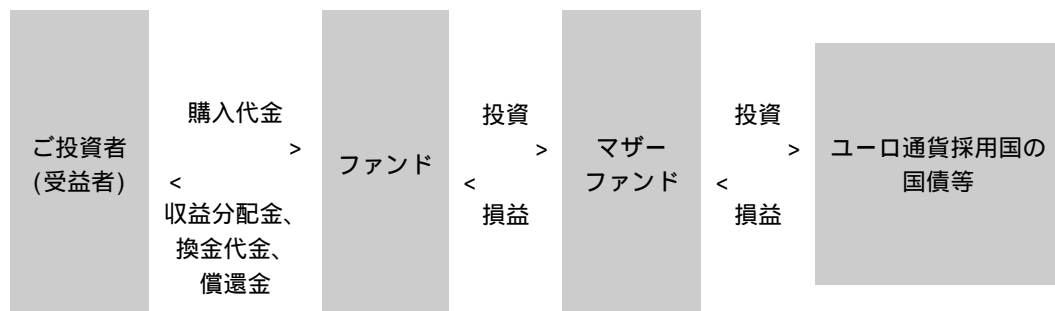 ご投資者
(受益者)
購入代金
>
<
収益分配金、
換金代金、
償還金
ファンド
投資
>
<
損益
マザー
ファンド
投資
>
<
損益
ユーロ通貨採用国の
国債等